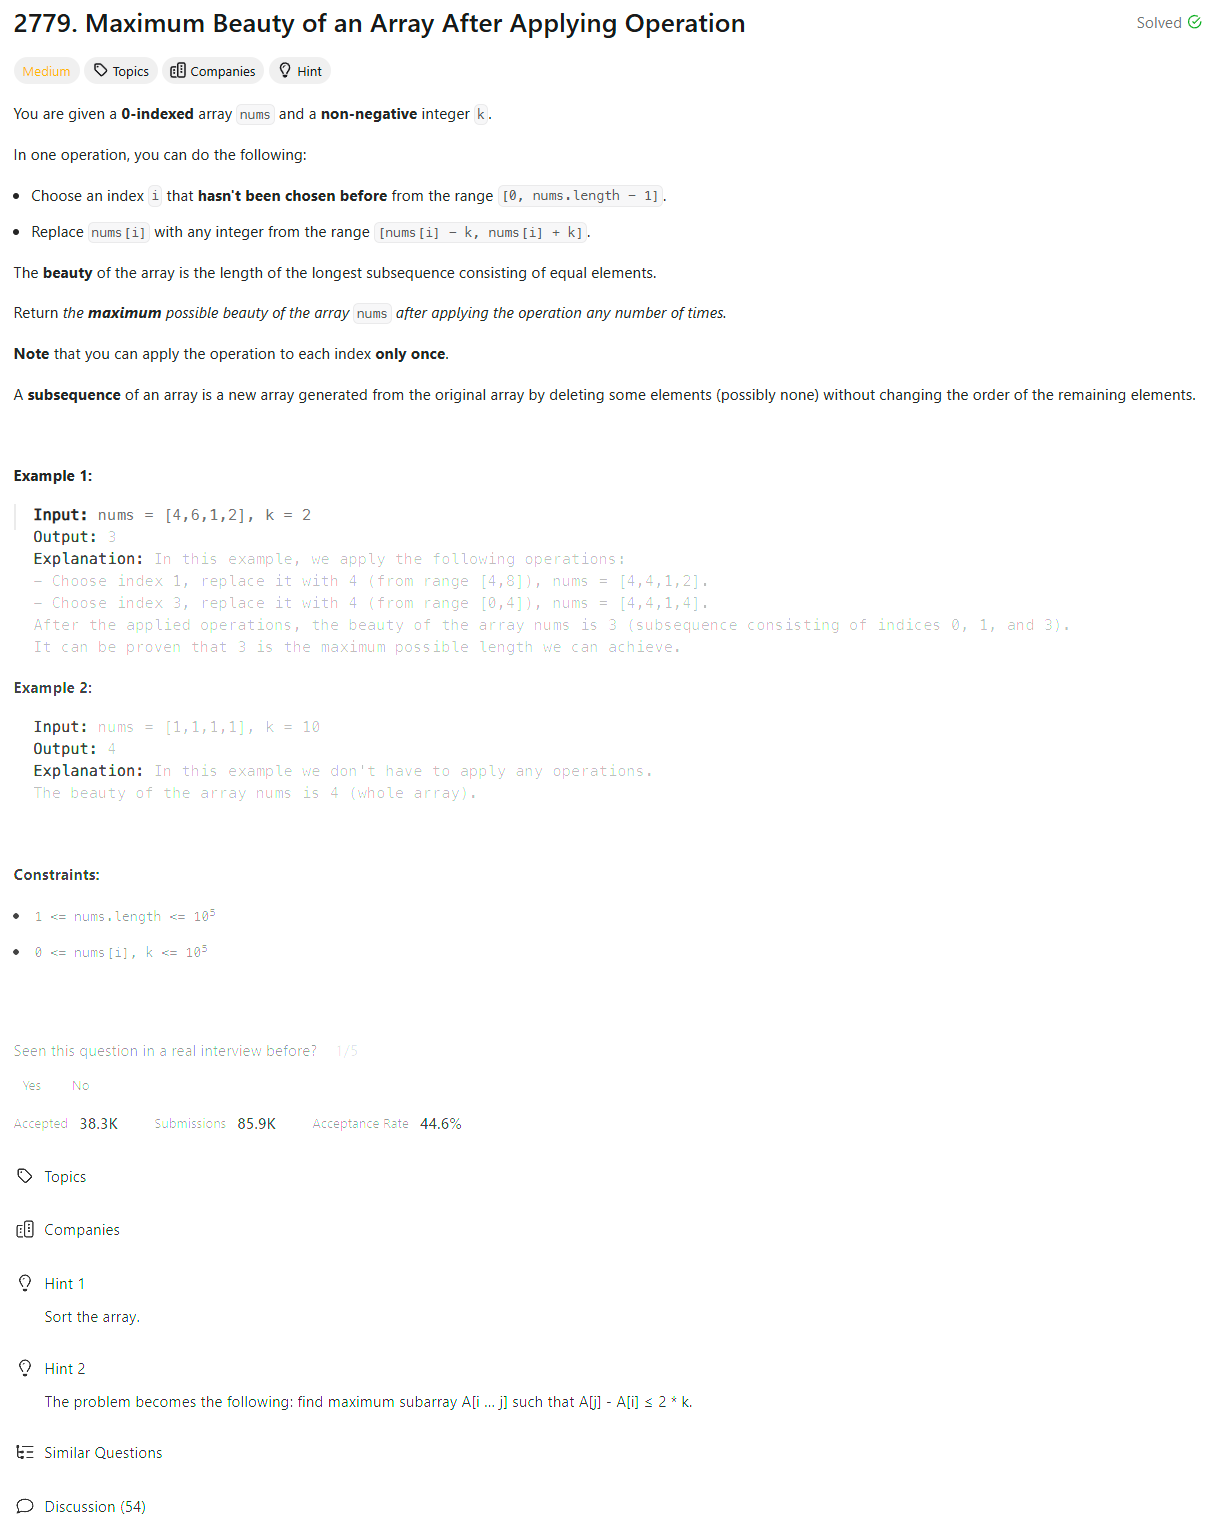 2779. Maximum Beauty of an Array After Applying Operation
Solved
Medium Topics Companies Hint
You are given a 0-indexed array nums and a non-negative integer k.
In one operation, you can do the following:
• Choose an index i that hasn't been chosen before from the range [0, nums.length - 1].
• Replace nums[i] with any integer from the range [nums[i] - k, nums[i] + k].
The beauty of the array is the length of the longest subsequence consisting of equal elements.
Return the maximum possible beauty of the array nums after applying the operation any number of times.
Note that you can apply the operation to each index only once.
A subsequence of an array is a new array generated from the original array by deleting some elements (possibly none) without changing the order of the remaining elements.
Example 1:
Input: nums = [4,6,1,2], k = 2
Output: 3
Explanation: In this example, we apply the following operations:
- Choose index 1, replace it with 4 (from range [4,8]), nums = [4,4,1,2].
- Choose index 3, replace it with 4 (from range [0,4]), nums = [4,4,1,4].
After the applied operations, the beauty of the array nums is 3 (subsequence consisting of indices 0, 1, and 3).
It can be proven that 3 is the maximum possible length we can achieve.
Example 2:
Input: nums = [1,1,1,1], k = 10
Output: 4
Explanation: In this example we don't have to apply any operations.
The beauty of the array nums is 4 (whole array).
Constraints:
• 1 <= nums.length <= 10⁵
• 0 <= nums[i], k <= 10⁵
Seen this question in a real interview before? 1/5
Yes No
Accepted 38.3K Submissions 85.9K Acceptance Rate 44.6%
Topics
Companies
Hint 1
Sort the array.
Hint 2
The problem becomes the following: find maximum subarray A[i … j] such that A[j] - A[i] ≤ 2 * k.
Similar Questions
Discussion (54)